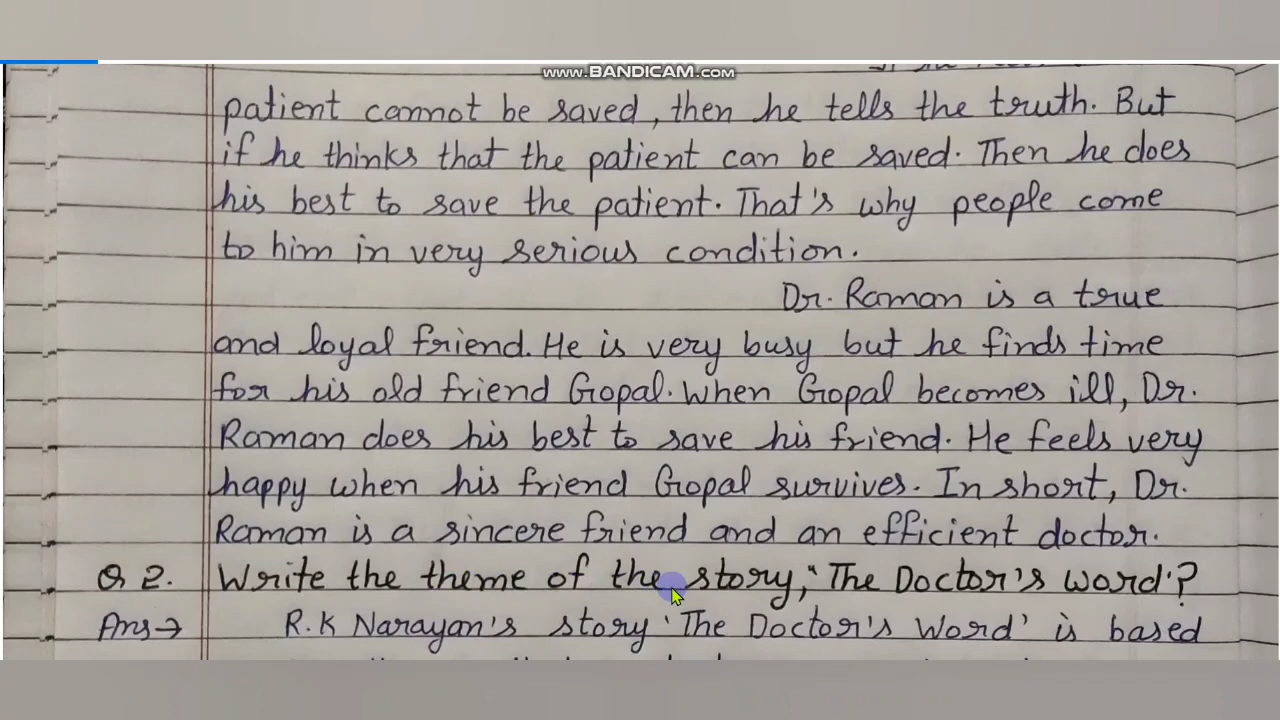 www.BANDICAM.com
patient cannot be saved, then he tells the truth. But
if he thinks that the patient can be saved. Then he does
his best to save the patient. That's why people come
to him in very serious condition.
Dr. Raman is a true
and loyal friend. He is very busy but he finds time
for his old friend Gopal. When Gopal becomes ill, Dr.
Raman does his best to save his friend. He feels very
happy when his friend Gopal survives. In short, Dr.
Raman is a sincere friend and an efficient doctor.
Q 2. Write the theme of the story, "The Doctor's word'?
Ans→ R.K Narayan's story 'The Doctor's Word' is based